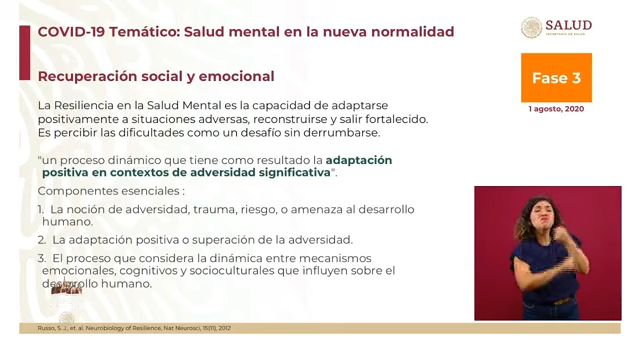 COVID-19 Temático: Salud mental en la nueva normalidad
SALUD
SECRETARÍA DE SALUD
Recuperación social y emocional
Fase 3
1 agosto, 2020
La Resiliencia en la Salud Mental es la capacidad de adaptarse
positivamente a situaciones adversas, reconstruirse y salir fortalecido.
Es percibir las dificultades como un desafío sin derrumbarse.
"un proceso dinámico que tiene como resultado la adaptación
positiva en contextos de adversidad significativa".
Componentes esenciales :
1. La noción de adversidad, trauma, riesgo, o amenaza al desarrollo
humano.
2. La adaptación positiva o superación de la adversidad.
3. El proceso que considera la dinámica entre mecanismos
emocionales, cognitivos y socioculturales que influyen sobre el
desarrollo humano.
Russo, S. J., et. al. Neurobiology of Resilience, Nat Neurosci, 15(11), 2012